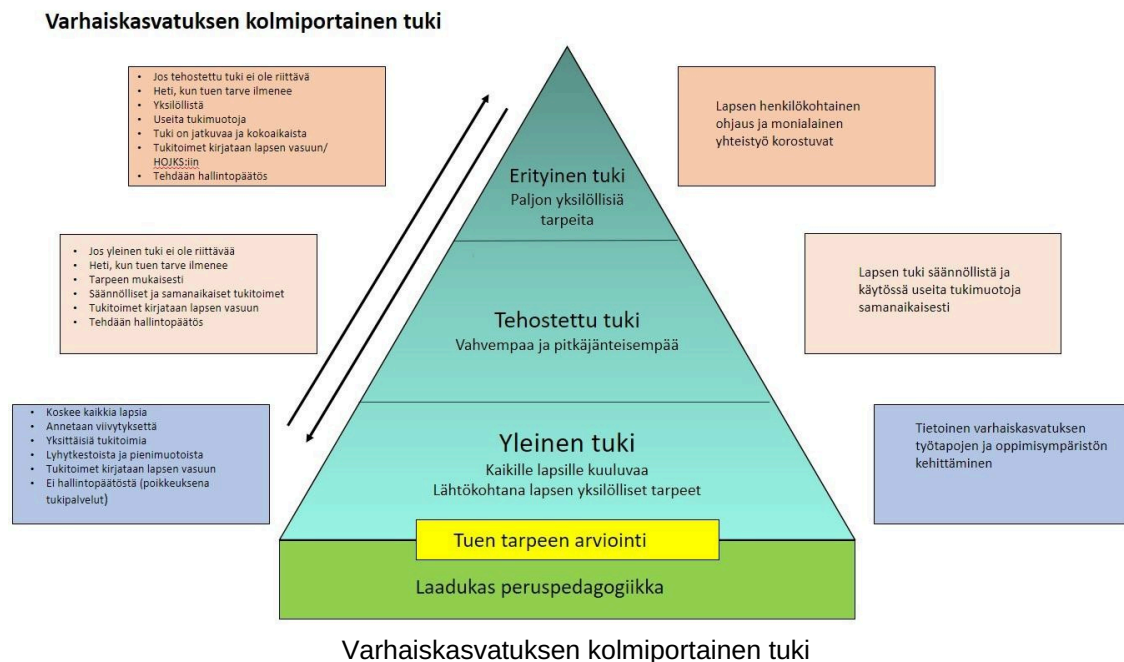 Varhaiskasvatuksen kolmiportainen tuki
• Jos tehostettu tuki ei ole riittävä
• Heti, kun tuen tarve ilmenee
• Yksilöllistä
• Useita tukimuotoja
• Tuki on jatkuvaa ja kokoaikaista
• Tukitoimet kirjataan lapsen vasuun/
HOJKS:iin
• Tehdään hallintopäätös
Erityinen tuki
Paljon yksilöllisiä
tarpeita
Lapsen henkilökohtainen
ohjaus ja monialainen
yhteistyö korostuvat
• Jos yleinen tuki ei ole riittävää
• Heti, kun tuen tarve ilmenee
• Tarpeen mukaisesti
• Säännölliset ja samanaikaiset tukitoimet
• Tukitoimet kirjataan lapsen vasuun
• Tehdään hallintopäätös
Tehostettu tuki
Vahvempaa ja pitkäjänteisempää
Lapsen tuki säännöllistä ja
käytössä useita tukimuotoja
samanaikaisesti
• Koskee kaikkia lapsia
• Annetaan viivytyksettä
• Yksittäisiä tukitoimia
• Lyhytkestoista ja pienimuotoista
• Tukitoimet kirjataan lapsen vasuun
• Ei hallintopäätöstä (poikkeuksena
tukipalvelut)
Yleinen tuki
Kaikille lapsille kuuluvaa
Lähtökohtana lapsen yksilölliset tarpeet
Tietoinen varhaiskasvatuksen
työtapojen ja oppimisympäristön
kehittäminen
Tuen tarpeen arviointi
Laadukas peruspedagogiikka
Varhaiskasvatuksen kolmiportainen tuki